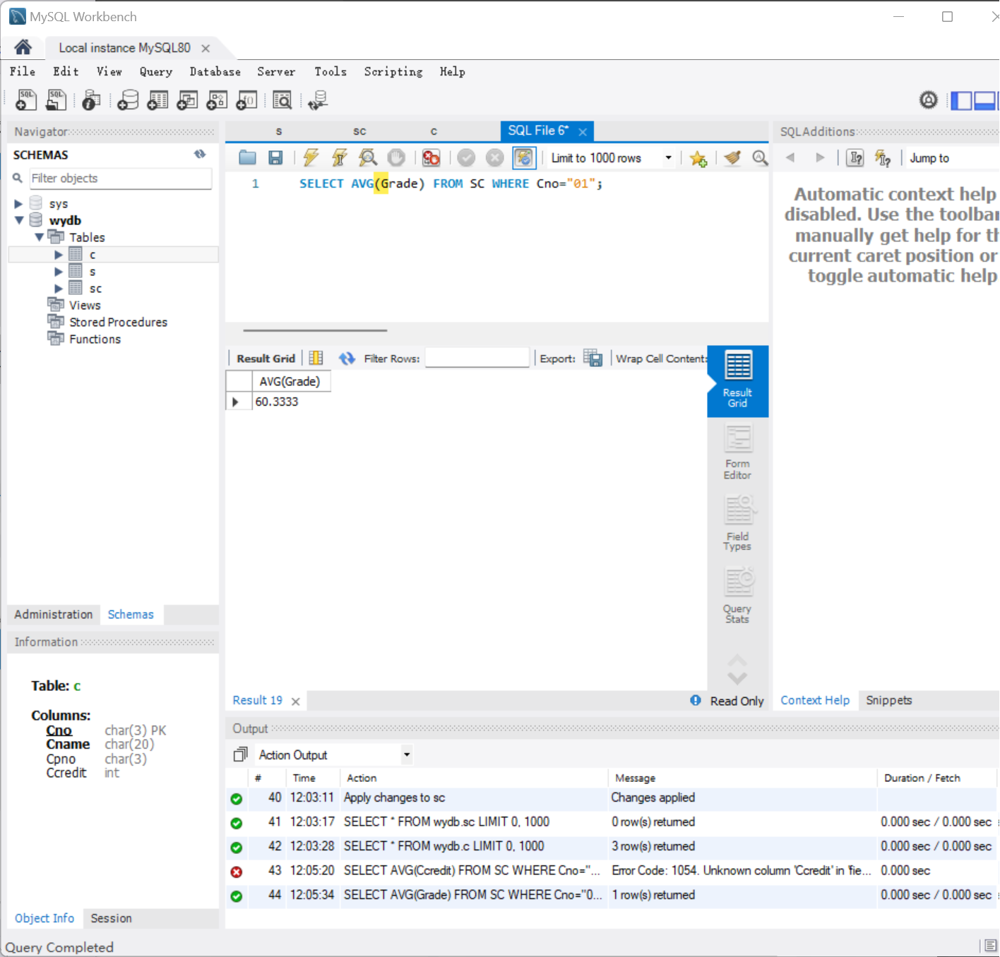 MySQL Workbench
Local instance MySQL80
File Edit View Query Database Server Tools Scripting Help
SQL SQL
Navigator
SCHEMAS
Filter objects
sys
wydb
Tables
c
s
sc
Views
Stored Procedures
Functions
Administration Schemas
Information
Table: c
Columns:
Cno char(3) PK
Cname char(20)
Cpno char(3)
Ccredit int
Object Info Session
s sc c SQL File 6*
Limit to 1000 rows
1 SELECT AVG(Grade) FROM SC WHERE Cno="01";
Result Grid Filter Rows: Export: Wrap Cell Content:
AVG(Grade)
60.3333
Result
Grid
Form
Editor
Field
Types
Query
Stats
Result 19 Read Only
SQLAdditions
Jump to
Automatic context help
disabled. Use the toolbar
manually get help for
current caret position or
toggle automatic help
Context Help Snippets
Output
Action Output
# Time Action Message Duration / Fetch
40 12:03:11 Apply changes to sc Changes applied
41 12:03:17 SELECT * FROM wydb.sc LIMIT 0, 1000 0 row(s) returned 0.000 sec / 0.000 sec
42 12:03:28 SELECT * FROM wydb.c LIMIT 0, 1000 3 row(s) returned 0.000 sec / 0.000 sec
43 12:05:20 SELECT AVG(Ccredit) FROM SC WHERE Cno="... Error Code: 1054. Unknown column 'Ccredit' in 'fie... 0.000 sec
44 12:05:34 SELECT AVG(Grade) FROM SC WHERE Cno="0... 1 row(s) returned 0.000 sec / 0.000 sec
Query Completed